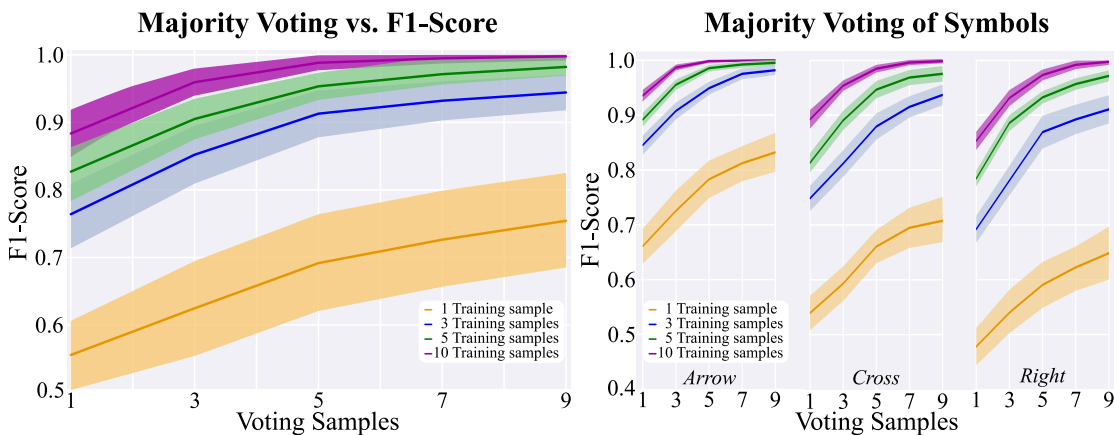 Majority Voting vs. F1-Score
F1-Score
1.0
0.9
0.8
0.7
0.6
0.5
1 Training sample
3 Training samples
5 Training samples
10 Training samples
1 3 5 7 9
Voting Samples
Majority Voting of Symbols
F1-Score
1.0
0.9
0.8
0.7
0.6
0.5
0.4
1 Training sample
3 Training samples
5 Training samples
10 Training samples
Arrow Cross Right
1 3 5 7 9 1 3 5 7 9 1 3 5 7 9
Voting Samples